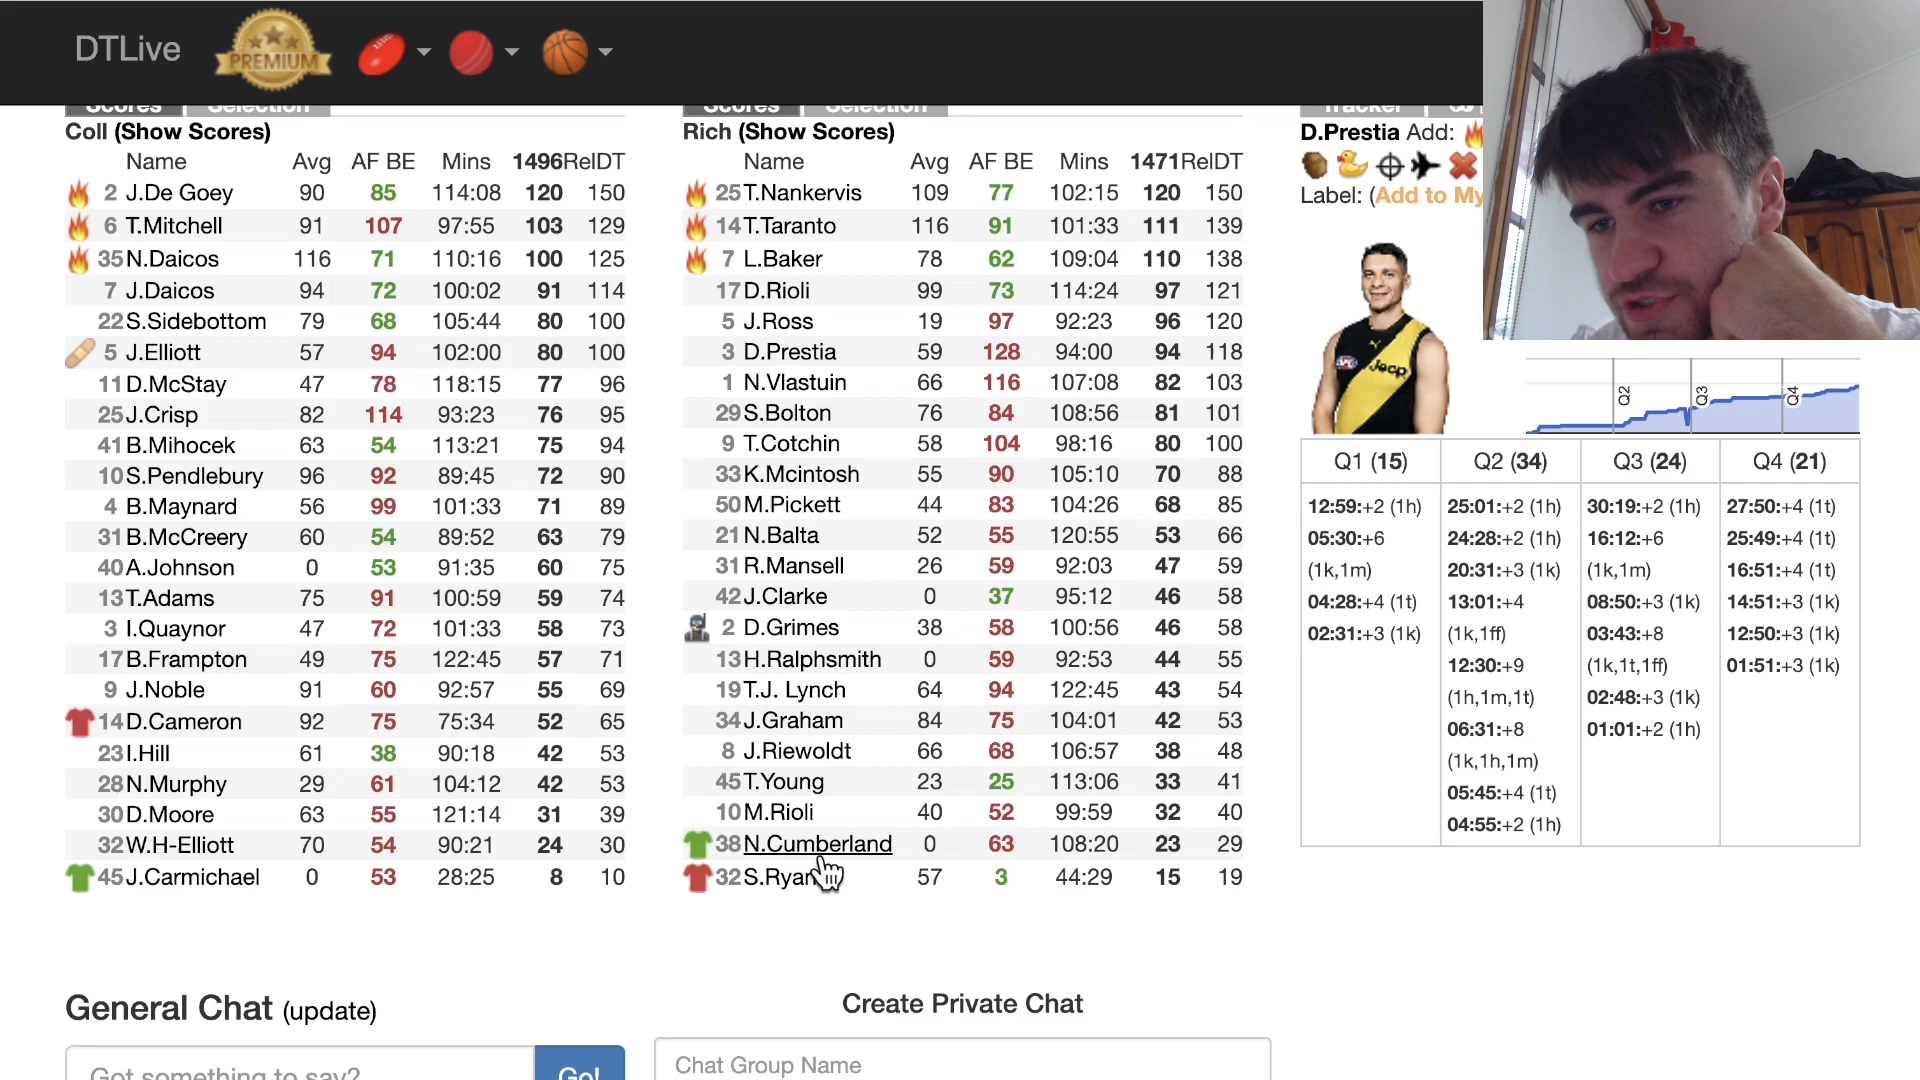 DTLive
PREMIUM
Scores Selection
Coll (Show Scores)
Name Avg AF BE Mins 1496 RelDT
2 J.De Goey 90 85 114:08 120 150
6 T.Mitchell 91 107 97:55 103 129
35 N.Daicos 116 71 110:16 100 125
7 J.Daicos 94 72 100:02 91 114
22 S.Sidebottom 79 68 105:44 80 100
5 J.Elliott 57 94 102:00 80 100
11 D.McStay 47 78 118:15 77 96
25 J.Crisp 82 114 93:23 76 95
41 B.Mihocek 63 54 113:21 75 94
10 S.Pendlebury 96 92 89:45 72 90
4 B.Maynard 56 99 101:33 71 89
31 B.McCreery 60 54 89:52 63 79
40 A.Johnson 0 53 91:35 60 75
13 T.Adams 75 91 100:59 59 74
3 I.Quaynor 47 72 101:33 58 73
17 B.Frampton 49 75 122:45 57 71
9 J.Noble 91 60 92:57 55 69
14 D.Cameron 92 75 75:34 52 65
23 I.Hill 61 38 90:18 42 53
28 N.Murphy 29 61 104:12 42 53
30 D.Moore 63 55 121:14 31 39
32 W.H-Elliott 70 54 90:21 24 30
45 J.Carmichael 0 53 28:25 8 10
Scores Selection
Rich (Show Scores)
Name Avg AF BE Mins 1471 RelDT
25 T.Nankervis 109 77 102:15 120 150
14 T.Taranto 116 91 101:33 111 139
7 L.Baker 78 62 109:04 110 138
17 D.Rioli 99 73 114:24 97 121
5 J.Ross 19 97 92:23 96 120
3 D.Prestia 59 128 94:00 94 118
1 N.Vlastuin 66 116 107:08 82 103
29 S.Bolton 76 84 108:56 81 101
9 T.Cotchin 58 104 98:16 80 100
33 K.Mcintosh 55 90 105:10 70 88
50 M.Pickett 44 83 104:26 68 85
21 N.Balta 52 55 120:55 53 66
31 R.Mansell 26 59 92:03 47 59
42 J.Clarke 0 37 95:12 46 58
2 D.Grimes 38 58 100:56 46 58
13 H.Ralphsmith 0 59 92:53 44 55
19 T.J. Lynch 64 94 122:45 43 54
34 J.Graham 84 75 104:01 42 53
8 J.Riewoldt 66 68 106:57 38 48
45 T.Young 23 25 113:06 33 41
10 M.Rioli 40 52 99:59 32 40
38 N.Cumberland 0 63 108:20 23 29
32 S.Ryan 57 3 44:29 15 19
Tracker
D.Prestia Add:
Label: (Add to My
Jeep
Q2 Q3 Q4
Q1 (15) Q2 (34) Q3 (24) Q4 (21)
12:59:+2 (1h)
05:30:+6
(1k,1m)
04:28:+4 (1t)
02:31:+3 (1k)
25:01:+2 (1h)
24:28:+2 (1h)
20:31:+3 (1k)
13:01:+4
(1k,1ff)
12:30:+9
(1h,1m,1t)
06:31:+8
(1k,1h,1m)
05:45:+4 (1t)
04:55:+2 (1h)
30:19:+2 (1h)
16:12:+6
(1k,1m)
08:50:+3 (1k)
03:43:+8
(1k,1t,1ff)
02:48:+3 (1k)
01:01:+2 (1h)
27:50:+4 (1t)
25:49:+4 (1t)
16:51:+4 (1t)
14:51:+3 (1k)
12:50:+3 (1k)
01:51:+3 (1k)
General Chat (update)
Got something to say?
Go!
Create Private Chat
Chat Group Name